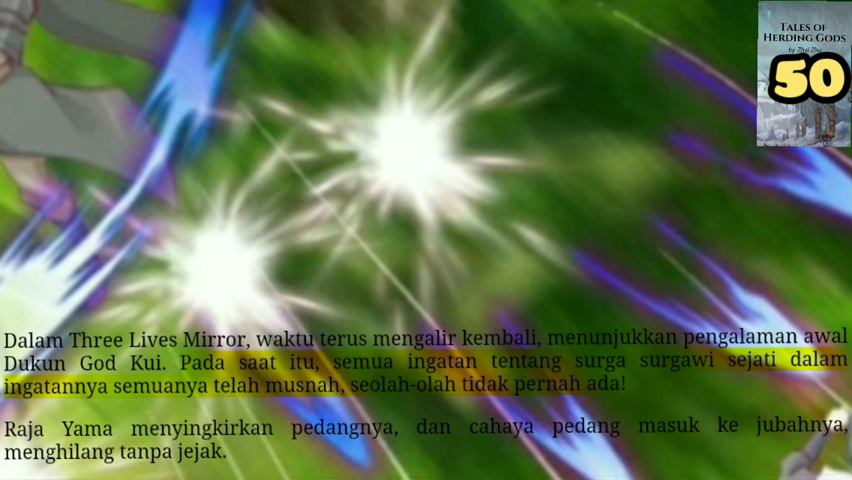 TALES OF
HERDING GODS
by Zhai Zhu
50
Dalam Three Lives Mirror, waktu terus mengalir kembali, menunjukkan pengalaman awal
Dukun God Kui. Pada saat itu, semua ingatan tentang surga surgawi sejati dalam
ingatannya semuanya telah musnah, seolah-olah tidak pernah ada!
Raja Yama menyingkirkan pedangnya, dan cahaya pedang masuk ke jubahnya,
menghilang tanpa jejak.